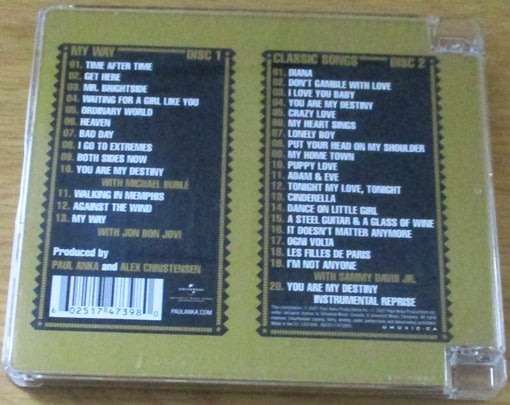 MY WAY DISC 1
01. TIME AFTER TIME
02. GET HERE
03. MR. BRIGHTSIDE
04. WAITING FOR A GIRL LIKE YOU
05. ORDINARY WORLD
06. HEAVEN
07. BAD DAY
08. I GO TO EXTREMES
09. BOTH SIDES NOW
10. YOU ARE MY DESTINY
WITH MICHAEL BUBLÉ
11. WALKING IN MEMPHIS
12. AGAINST THE WIND
13. MY WAY
WITH JON BON JOVI
Produced by
PAUL ANKA and ALEX CHRISTENSEN
6 02517 47398 0
UNIVERSAL
PAULANKA.COM
CLASSIC SONGS DISC 2
01. DIANA
02. DON'T GAMBLE WITH LOVE
03. I LOVE YOU BABY
04. YOU ARE MY DESTINY
05. CRAZY LOVE
06. MY HEART SINGS
07. LONELY BOY
08. PUT YOUR HEAD ON MY SHOULDER
09. MY HOME TOWN
10. PUPPY LOVE
11. ADAM & EVE
12. TONIGHT MY LOVE, TONIGHT
13. CINDERELLA
14. DANCE ON LITTLE GIRL
15. A STEEL GUITAR & A GLASS OF WINE
16. IT DOESN'T MATTER ANYMORE
17. OGNI VOLTA
18. LES FILLES DE PARIS
19. I'M NOT ANYONE
WITH SAMMY DAVIS JR.
20. YOU ARE MY DESTINY
INSTRUMENTAL REPRISE
UMUSIC.CA